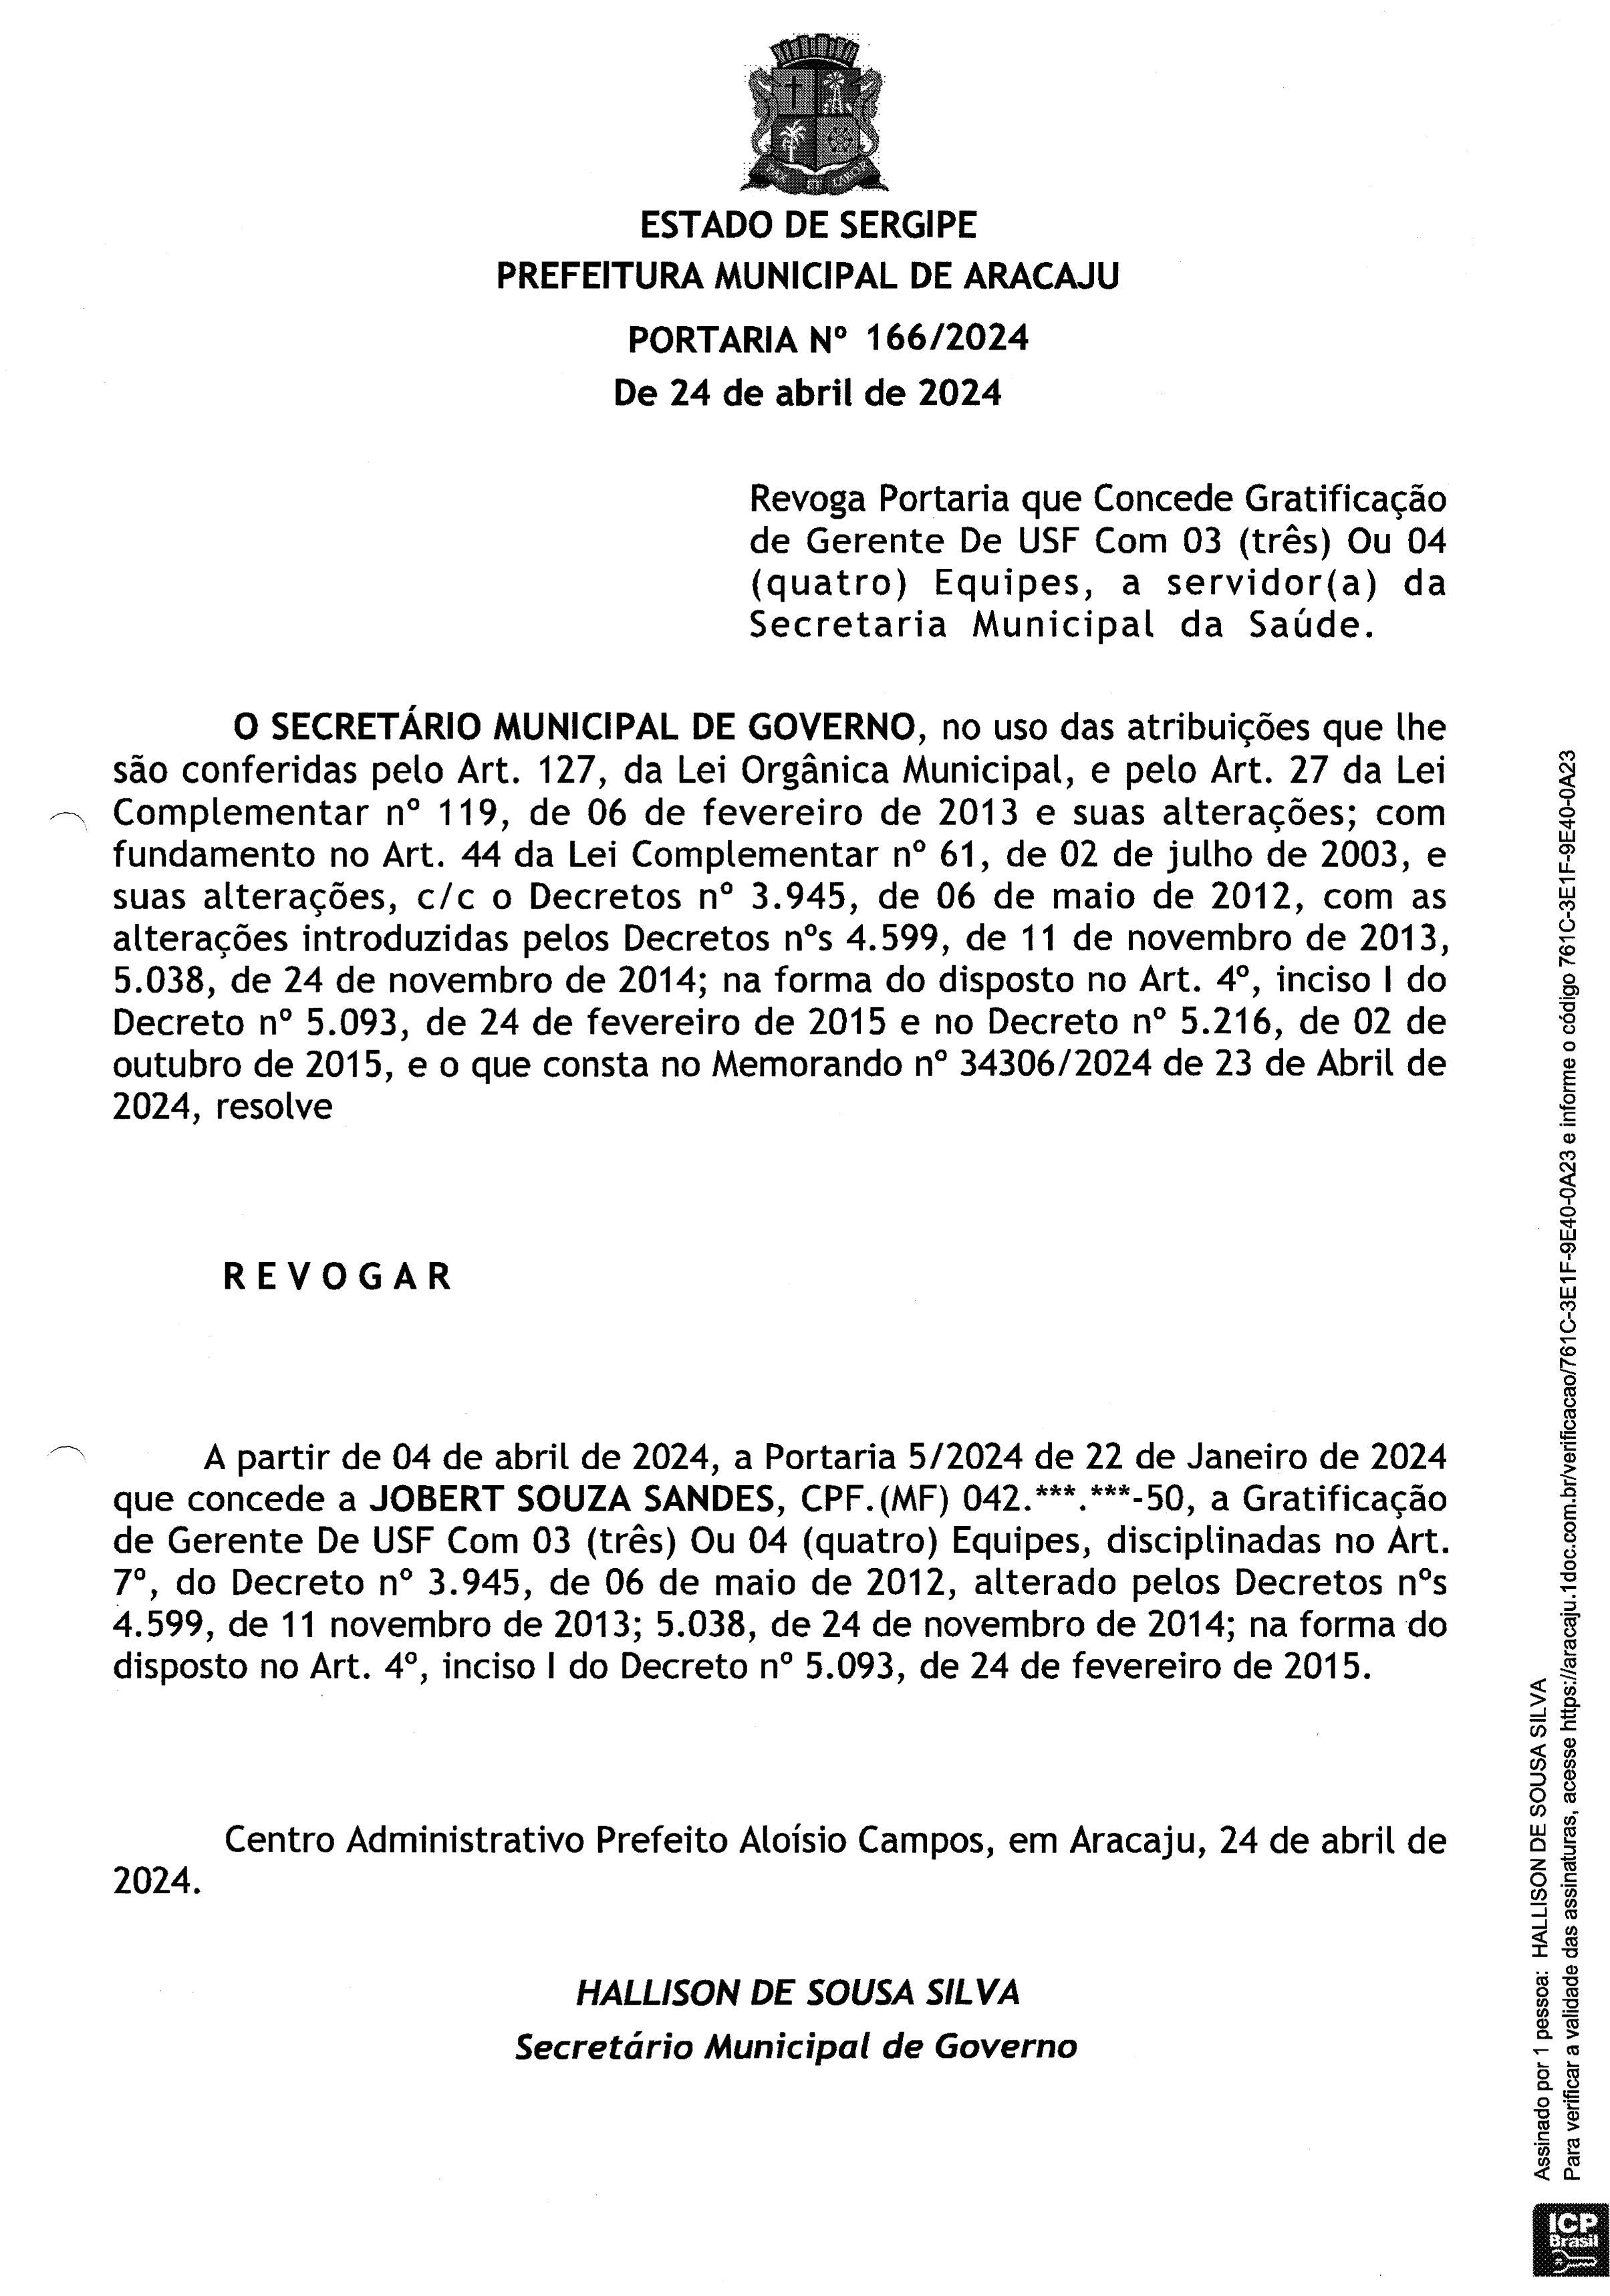 PAX ET LABOR
ESTADO DE SERGIPE
PREFEITURA MUNICIPAL DE ARACAJU
PORTARIA Nº 166/2024
De 24 de abril de 2024
Revoga Portaria que Concede Gratificação
de Gerente De USF Com 03 (três) Ou 04
(quatro) Equipes, a servidor(a) da
Secretaria Municipal da Saúde.
O SECRETÁRIO MUNICIPAL DE GOVERNO, no uso das atribuições que lhe
são conferidas pelo Art. 127, da Lei Orgânica Municipal, e pelo Art. 27 da Lei
Complementar nº 119, de 06 de fevereiro de 2013 e suas alterações; com
fundamento no Art. 44 da Lei Complementar nº 61, de 02 de julho de 2003, e
suas alterações, c/c o Decretos nº 3.945, de 06 de maio de 2012, com as
alterações introduzidas pelos Decretos nºs 4.599, de 11 de novembro de 2013,
5.038, de 24 de novembro de 2014; na forma do disposto no Art. 4º, inciso I do
Decreto nº 5.093, de 24 de fevereiro de 2015 e no Decreto nº 5.216, de 02 de
outubro de 2015, e o que consta no Memorando nº 34306/2024 de 23 de Abril de
2024, resolve
R E V O G A R
A partir de 04 de abril de 2024, a Portaria 5/2024 de 22 de Janeiro de 2024
que concede a JOBERT SOUZA SANDES, CPF.(MF) 042.***.***-50, a Gratificação
de Gerente De USF Com 03 (três) Ou 04 (quatro) Equipes, disciplinadas no Art.
7º, do Decreto nº 3.945, de 06 de maio de 2012, alterado pelos Decretos nºs
4.599, de 11 novembro de 2013; 5.038, de 24 de novembro de 2014; na forma do
disposto no Art. 4º, inciso I do Decreto nº 5.093, de 24 de fevereiro de 2015.
Centro Administrativo Prefeito Aloísio Campos, em Aracaju, 24 de abril de
2024.
HALLISON DE SOUSA SILVA
Secretário Municipal de Governo
Assinado por 1 pessoa: HALLISON DE SOUSA SILVA
Para verificar a validade das assinaturas, acesse https://aracaju.1doc.com.br/verificacao/761C-3E1F-9E40-0A23 e informe o código 761C-3E1F-9E40-0A23
ICP
Brasil